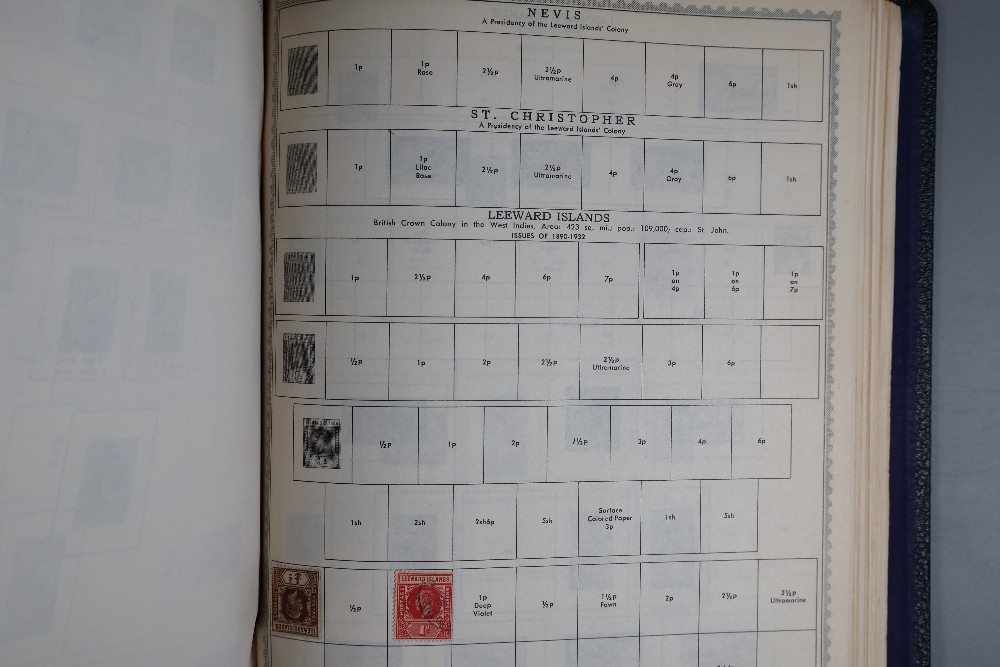 NEVIS
A Presidency of the Leeward Islands' Colony
1p 1p Rose 2½p 2½p Ultramarine 4p 4p Gray 6p 1sh
ST. CHRISTOPHER
A Presidency of the Leeward Islands' Colony
1p 1p Lilac Rose 2½p 2½p Ultramarine 4p 4p Gray 6p 1sh
LEEWARD ISLANDS
British Crown Colony in the West Indies, Area: 423 sq. mi.; pop.: 109,000; cap.: St. John.
ISSUES OF 1890-1932
1p 2½p 4p 6p 7p 1p on 4p 1p on 6p 1p on 7p
½p 1p 2p 2½p 2½p Ultramarine 3p 6p
½p 1p 2p 2½p 3p 4p 6p
1sh 2sh 2sh6p 5sh Surface Colored Paper 3p 1sh 5sh
½p LEEWARD ISLANDS POSTAGE 1D 1p Deep Violet ½p 1½p Fawn 2p 2½p 2½p Ultramarine